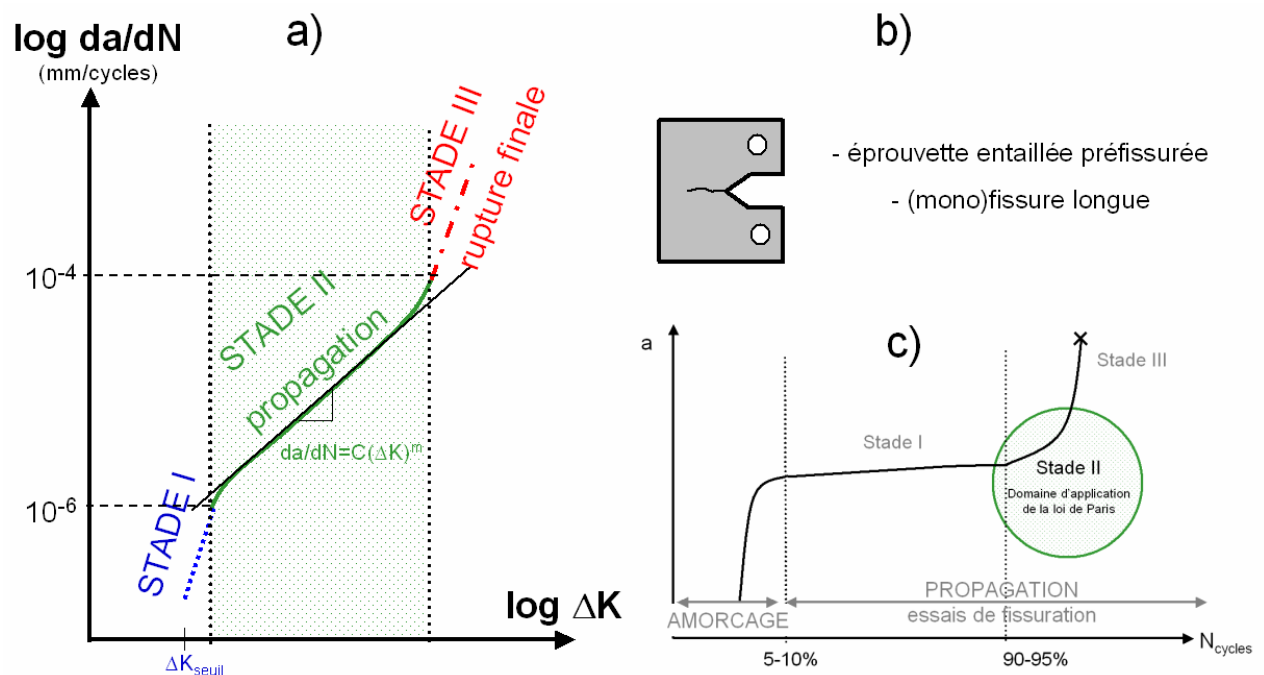 a)
log da/dN
(mm/cycles)
STADE III
rupture finale
10-4
STADE II
propagation
da/dN=C(ΔK)m
10-6
STADE I
log ΔK
ΔKseuil
b)
- éprouvette entaillée préfissurée
- (mono)fissure longue
c)
a
Stade III
Stade I
Stade II
Domaine d'application
de la loi de Paris
AMORCAGE
PROPAGATION
essais de fissuration
Ncycles
5-10%
90-95%